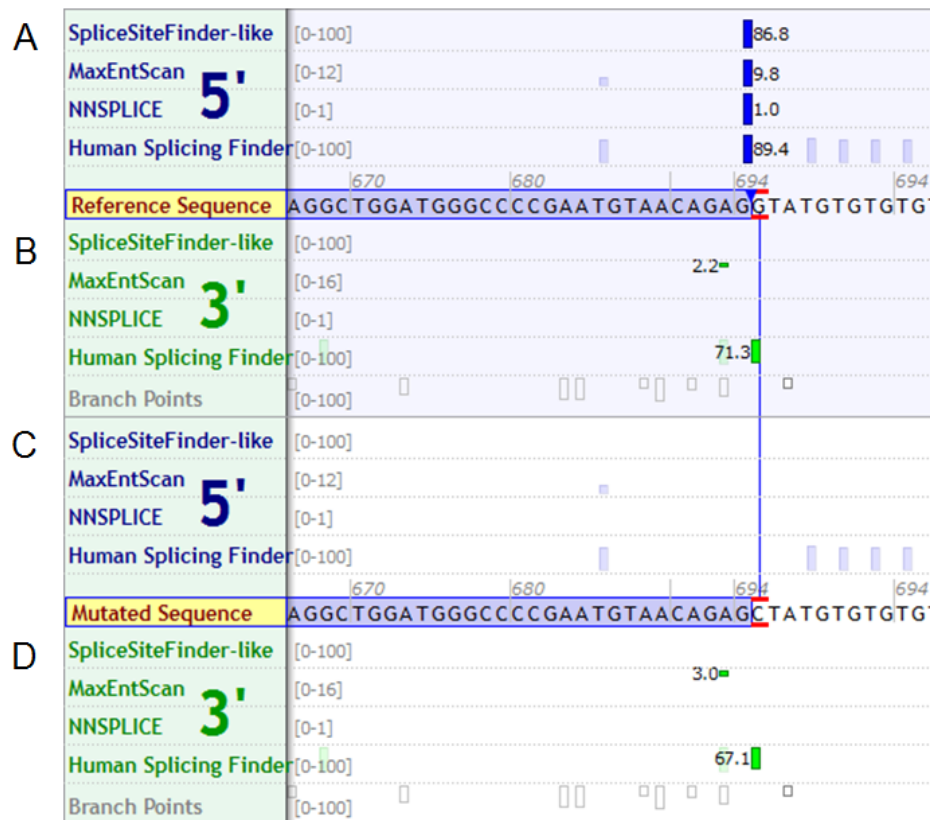 A
SpliceSiteFinder-like [0-100] 86.8
MaxEntScan [0-12] 9.8
5'
NNSPLICE [0-1] 1.0
Human Splicing Finder [0-100] 89.4
670 680 694 694
Reference Sequence AGGCTGGATGGGCCCCGAATGTAACAGAGGTATGTGTGTGT
B
SpliceSiteFinder-like [0-100]
2.2
MaxEntScan [0-16]
3'
NNSPLICE [0-1]
Human Splicing Finder [0-100] 71.3
Branch Points [0-100]
C
SpliceSiteFinder-like [0-100]
MaxEntScan [0-12]
5'
NNSPLICE [0-1]
Human Splicing Finder [0-100]
670 680 694 694
Mutated Sequence AGGCTGGATGGGCCCCGAATGTAACAGAGCTATGTGTGTGT
D
SpliceSiteFinder-like [0-100]
3.0
MaxEntScan [0-16]
3'
NNSPLICE [0-1]
Human Splicing Finder [0-100] 67.1
Branch Points [0-100]